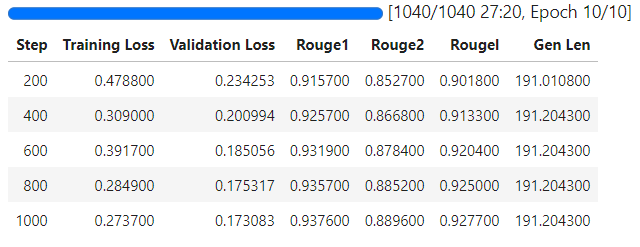 [1040/1040 27:20, Epoch 10/10]
Step Training Loss Validation Loss Rouge1 Rouge2 Rougel Gen Len
200 0.478800 0.234253 0.915700 0.852700 0.901800 191.010800
400 0.309000 0.200994 0.925700 0.866800 0.913300 191.204300
600 0.391700 0.185056 0.931900 0.878400 0.920400 191.204300
800 0.284900 0.175317 0.935700 0.885200 0.925000 191.204300
1000 0.273700 0.173083 0.937600 0.889600 0.927700 191.204300